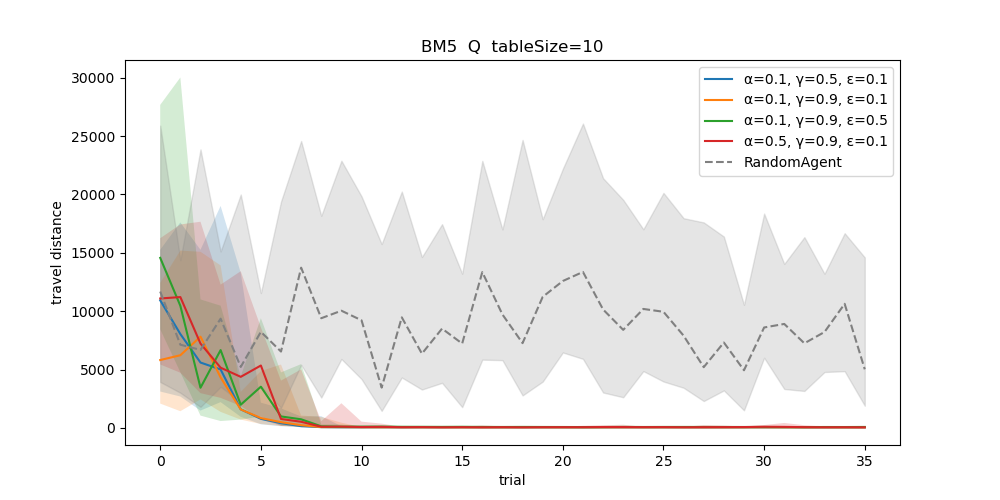 BM5  Q  tableSize=10
30000
25000
20000
15000
10000
5000
0
travel distance
α=0.1, γ=0.5, ε=0.1
α=0.1, γ=0.9, ε=0.1
α=0.1, γ=0.9, ε=0.5
α=0.5, γ=0.9, ε=0.1
RandomAgent
0 5 10 15 20 25 30 35
trial